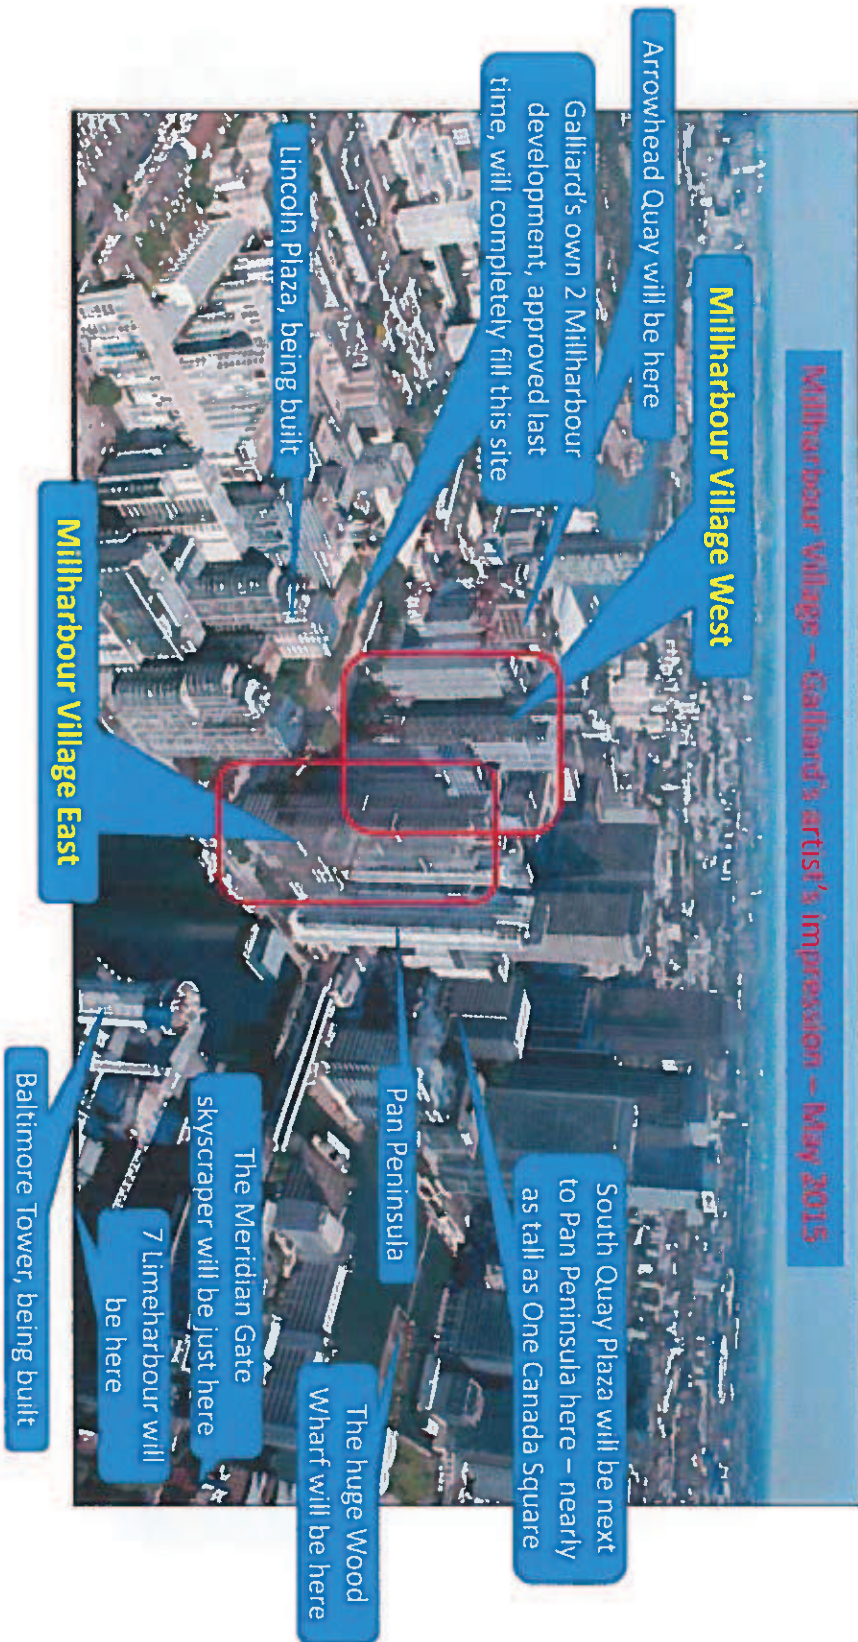 Millharbour Village – Galliard's artist's impression – May 2015
Millharbour Village West
Arrowhead Quay will be here
Galliard's own 2 Millharbour
development, approved last
time, will completely fill this site
Lincoln Plaza, being built
Millharbour Village East
South Quay Plaza will be next
to Pan Peninsula here – nearly
as tall as One Canada Square
Pan Peninsula
The huge Wood
Wharf will be here
The Meridian Gate
skyscraper will be just here
7 Limeharbour will
be here
Baltimore Tower, being built